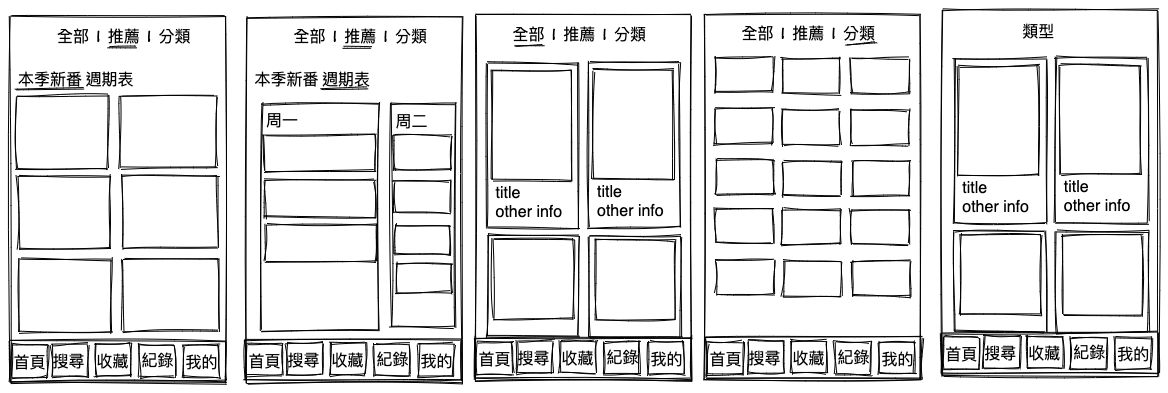 全部 | 推薦 | 分類
本季新番 週期表
首頁 搜尋 收藏 紀錄 我的
全部 | 推薦 | 分類
本季新番 週期表
周一
周二
首頁 搜尋 收藏 紀錄 我的
全部 | 推薦 | 分類
title
other info
title
other info
首頁 搜尋 收藏 紀錄 我的
全部 | 推薦 | 分類
首頁 搜尋 收藏 紀錄 我的
類型
title
other info
title
other info
首頁 搜尋 收藏 紀錄 我的